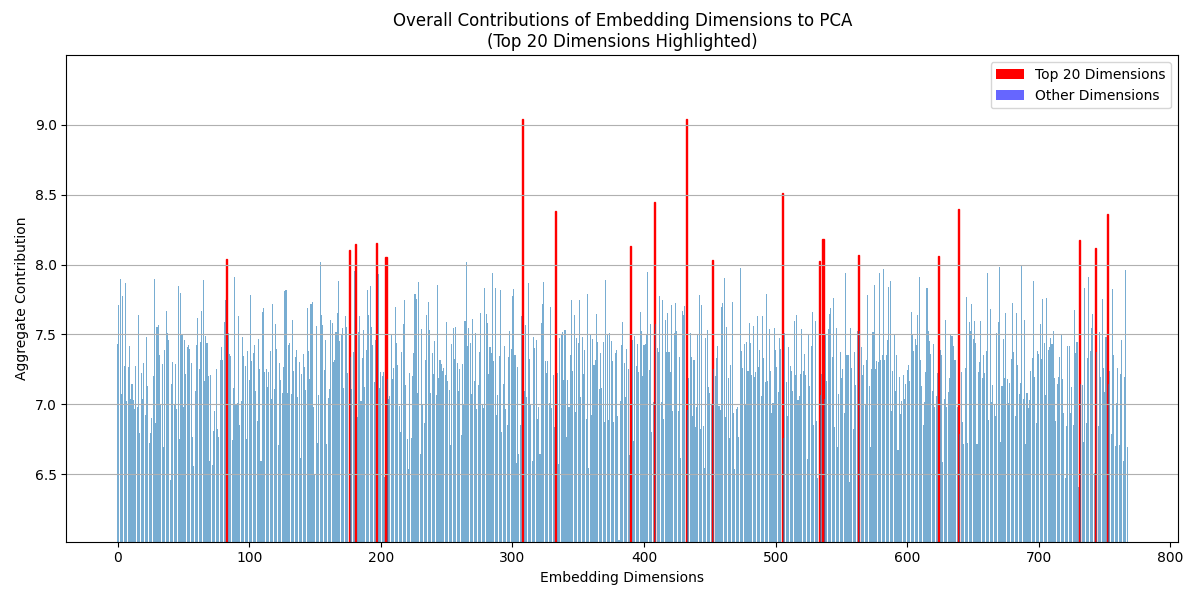 Overall Contributions of Embedding Dimensions to PCA
(Top 20 Dimensions Highlighted)
Top 20 Dimensions
Other Dimensions
Aggregate Contribution
9.0
8.5
8.0
7.5
7.0
6.5
0 100 200 300 400 500 600 700 800
Embedding Dimensions